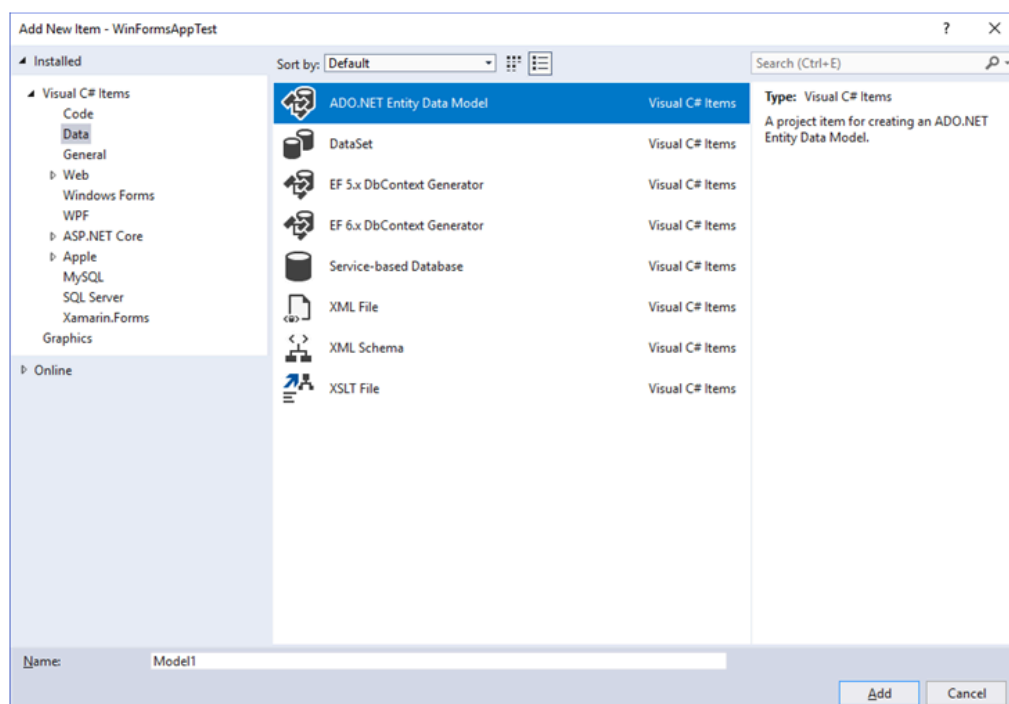 Add New Item - WinFormsAppTest
? ×
Installed
Sort by: Default
Search (Ctrl+E)
Visual C# Items
Code
Data
General
Web
Windows Forms
WPF
ASP.NET Core
Apple
MySQL
SQL Server
Xamarin.Forms
Graphics
Online
ADO.NET Entity Data Model Visual C# Items
DataSet Visual C# Items
EF 5.x DbContext Generator Visual C# Items
EF 6.x DbContext Generator Visual C# Items
Service-based Database Visual C# Items
XML File Visual C# Items
XML Schema Visual C# Items
XSLT File Visual C# Items
Type: Visual C# Items
A project item for creating an ADO.NET
Entity Data Model.
Name: Model1
Add Cancel